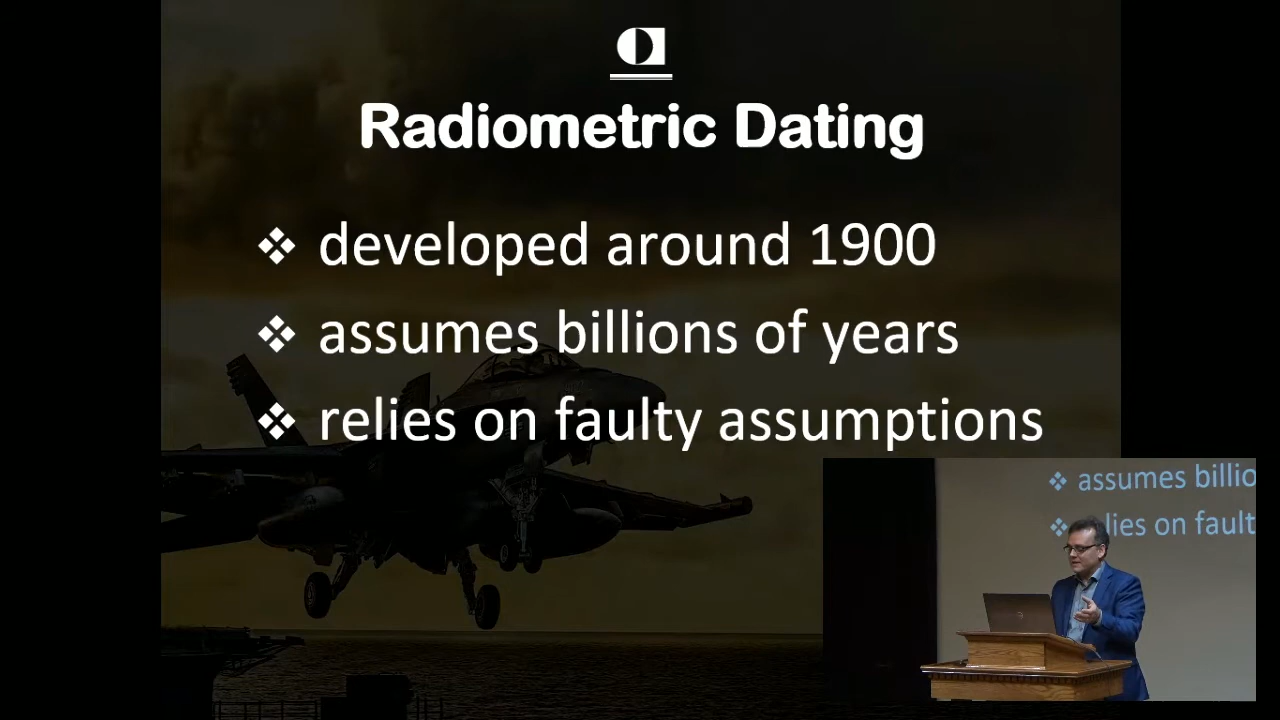 a
Radiometric Dating
❖ developed around 1900
❖ assumes billions of years
❖ relies on faulty assumptions
❖ assumes billio
❖ lies on fault